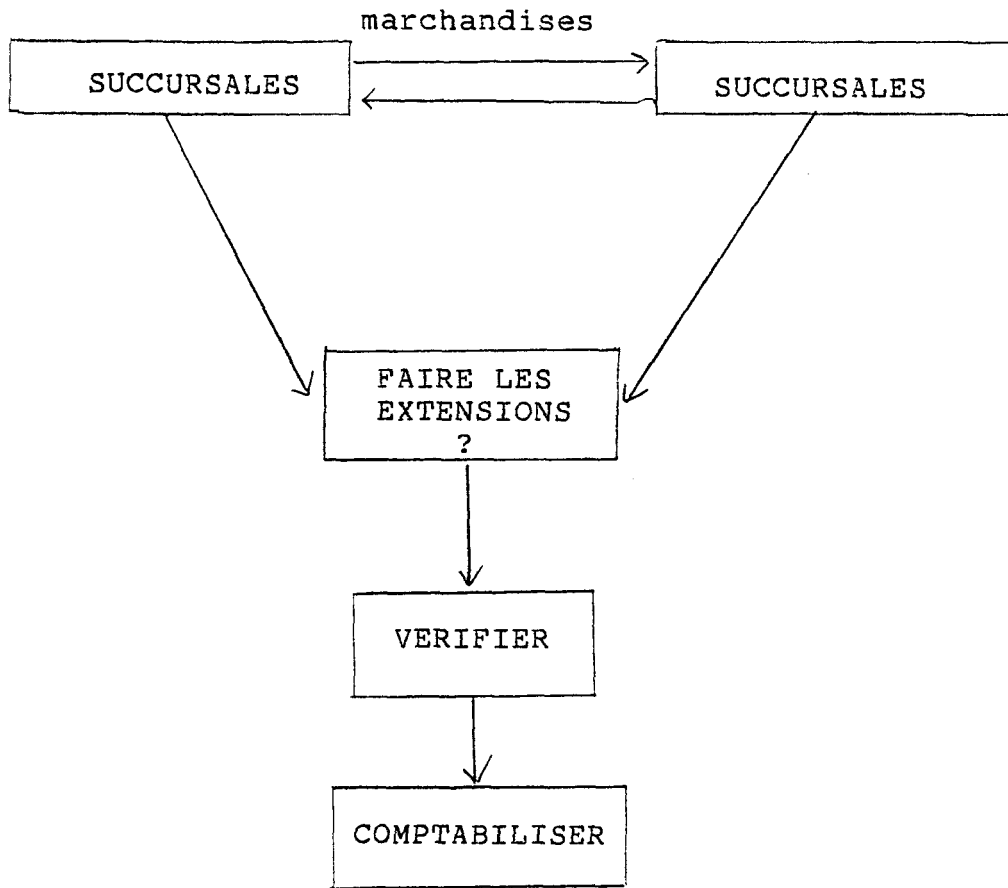 marchandises
SUCCURSALES
SUCCURSALES
FAIRE LES
EXTENSIONS
?
VERIFIER
COMPTABILISER